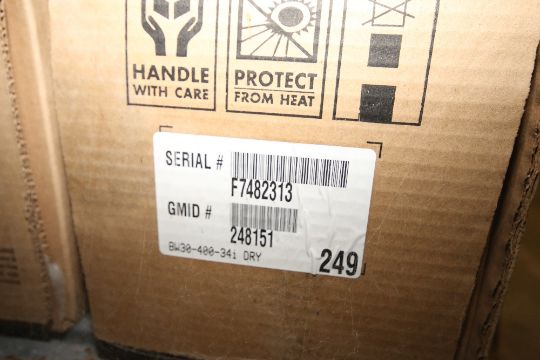 HANDLE
WITH CARE
PROTECT
FROM HEAT
SERIAL #
F7482313
GMID #
248151
BW30-400-34i DRY
249